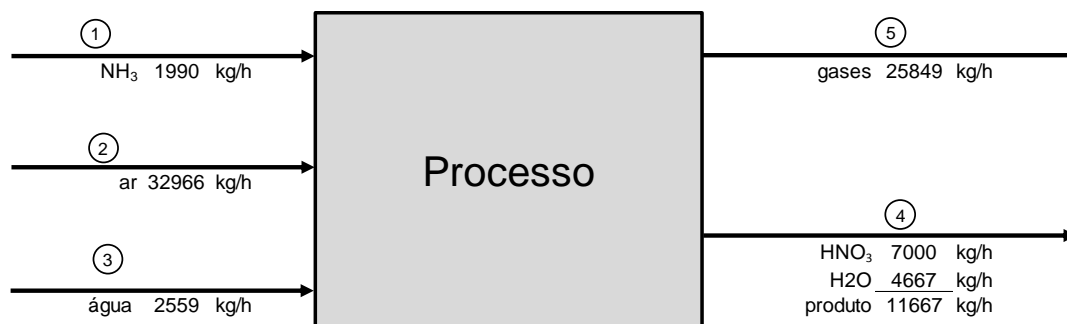 1
NH₃ 1990 kg/h
2
ar 32966 kg/h
3
água 2559 kg/h
Processo
5
gases 25849 kg/h
4
HNO₃ 7000 kg/h
H2O 4667 kg/h
produto 11667 kg/h